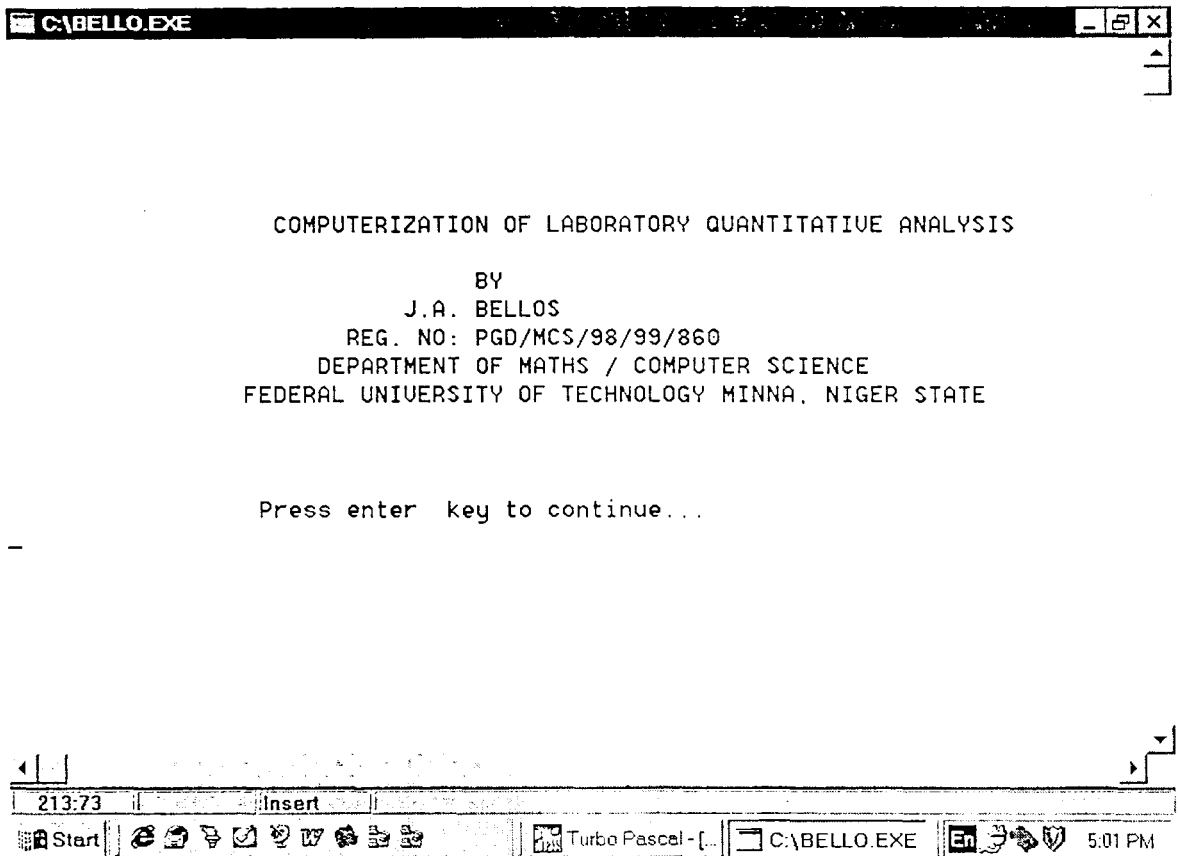 C:\BELLO.EXE
COMPUTERIZATION OF LABORATORY QUANTITATIVE ANALYSIS
BY
J.A. BELLOS
REG. NO: PGD/MCS/98/99/860
DEPARTMENT OF MATHS / COMPUTER SCIENCE
FEDERAL UNIVERSITY OF TECHNOLOGY MINNA, NIGER STATE
Press enter  key to continue...
213:73 Insert
Start Turbo Pascal - [... C:\BELLO.EXE En 5:01 PM